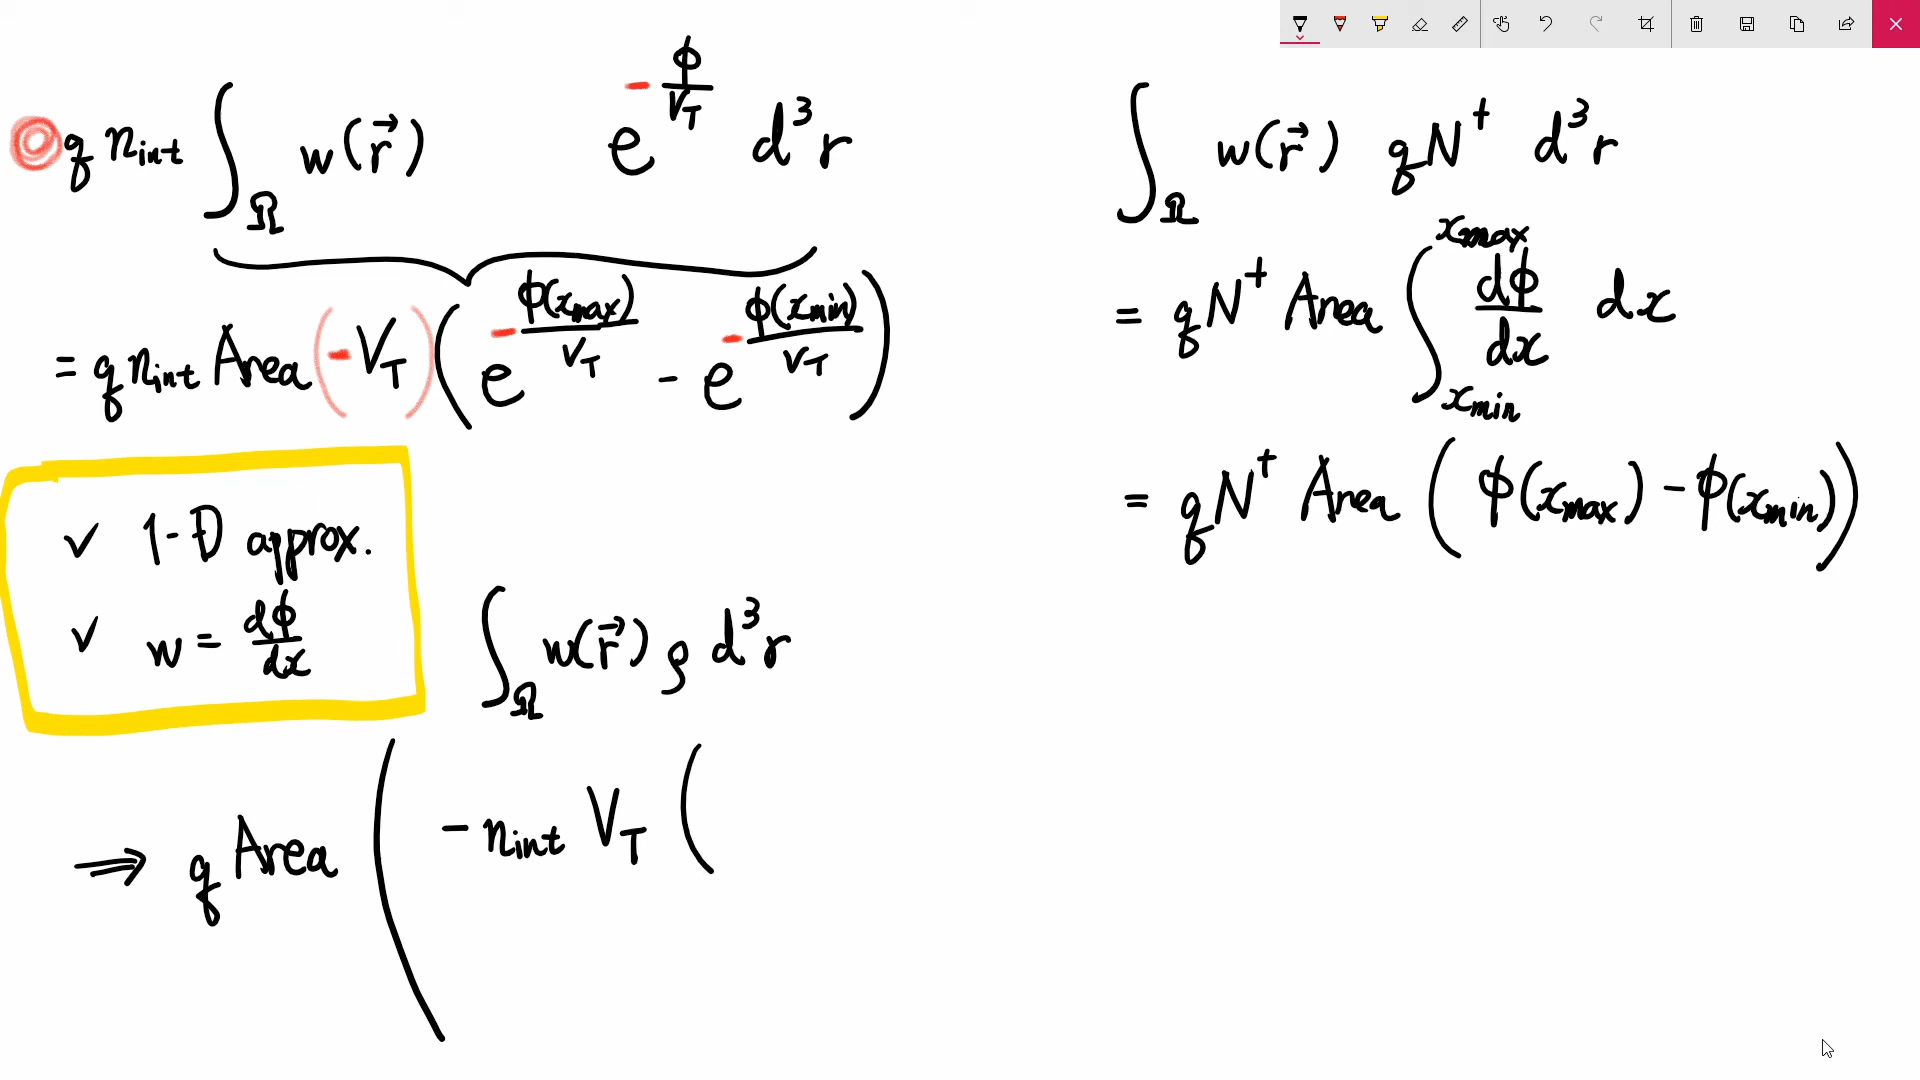 q n_int ∫_Ω w(r⃗) e^{-ϕ/V_T} d³r
= q n_int Area (-V_T) ( e^{-ϕ(x_max)/V_T} - e^{-ϕ(x_min)/V_T} )
✓ 1-D approx.
✓ w = dϕ/dx
∫_Ω w(r⃗) ρ d³r
⇒ q Area ( - n_int V_T (
∫_Ω w(r⃗) qN⁺ d³r
= qN⁺ Area ∫_{x_min}^{x_max} dϕ/dx dx
= qN⁺ Area ( ϕ(x_max) - ϕ(x_min) )